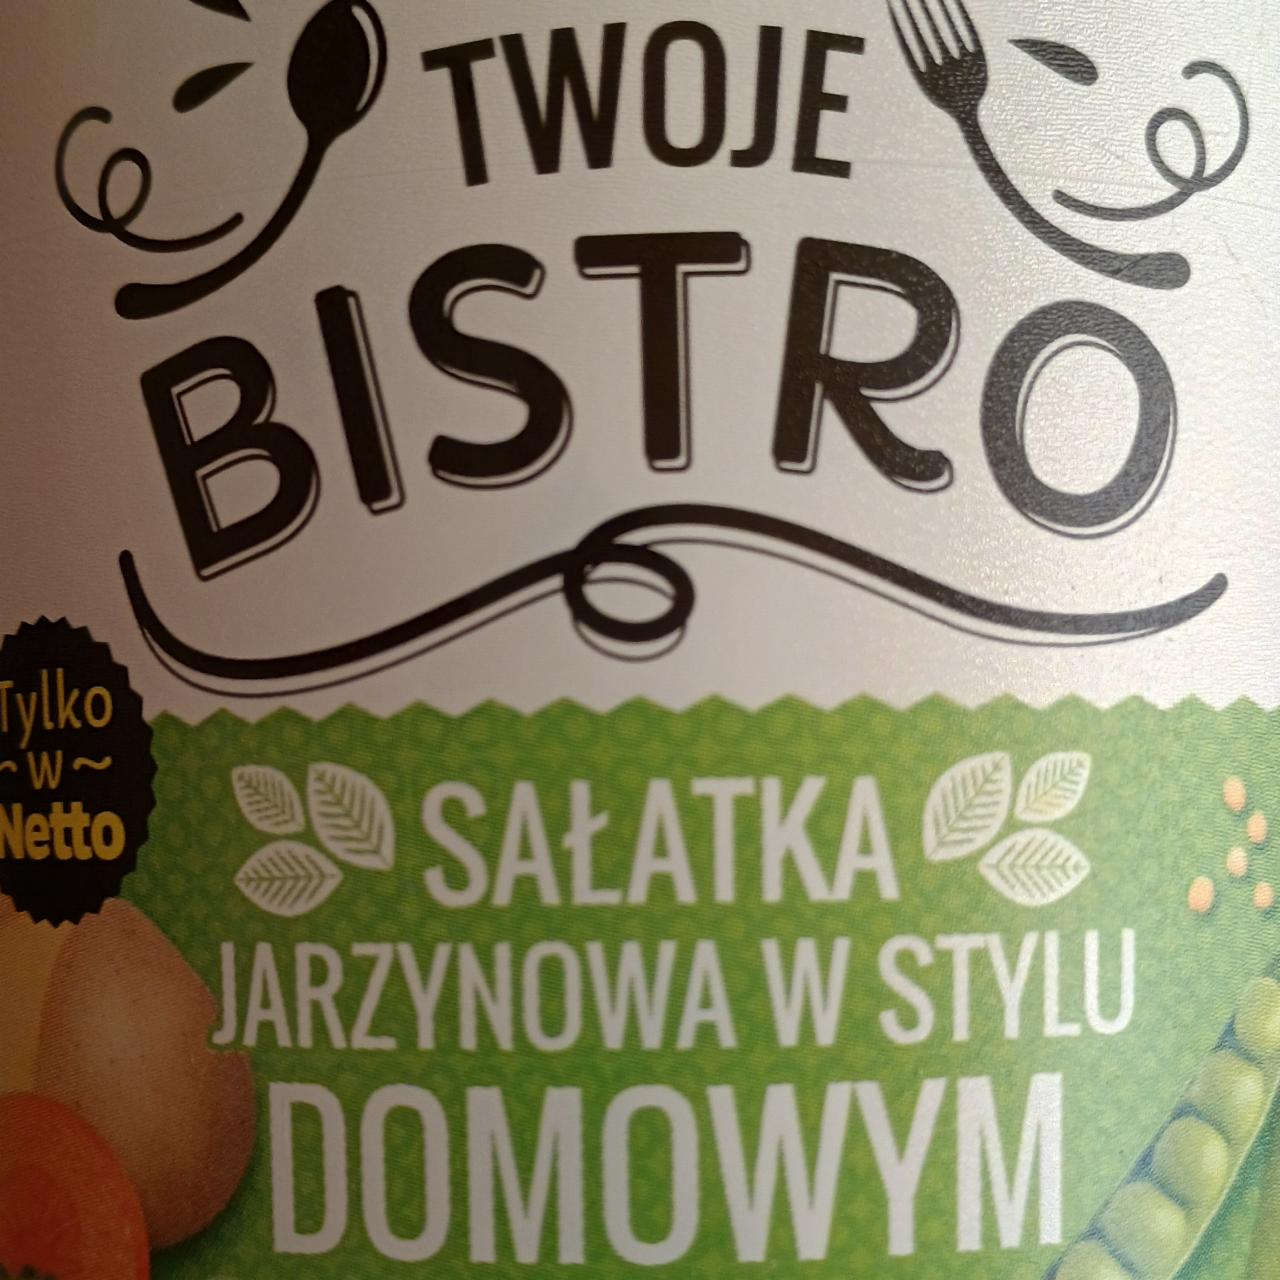 TWOJE
BISTRO
Tylko
~ W ~
Netto
SAŁATKA
JARZYNOWA W STYLU
DOMOWYM